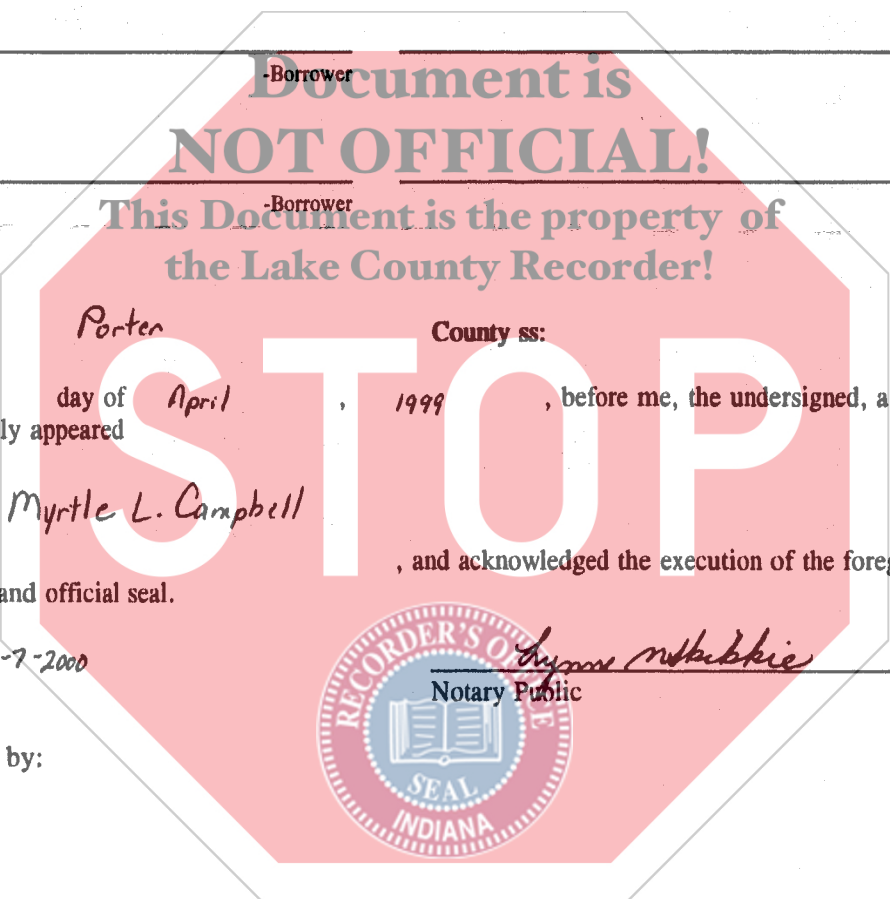 -Borrower
Document is
NOT OFFICIAL!
-Borrower
This Document is the property of
the Lake County Recorder!
Porter County ss:
day of April , 1999 , before me, the undersigned, a
ly appeared
STOP
Myrtle L. Campbell
, and acknowledged the execution of the foreg
and official seal.
-7-2000
Lynne
Notary Public
by:
RECORDER'S OFFICE
SEAL
INDIANA